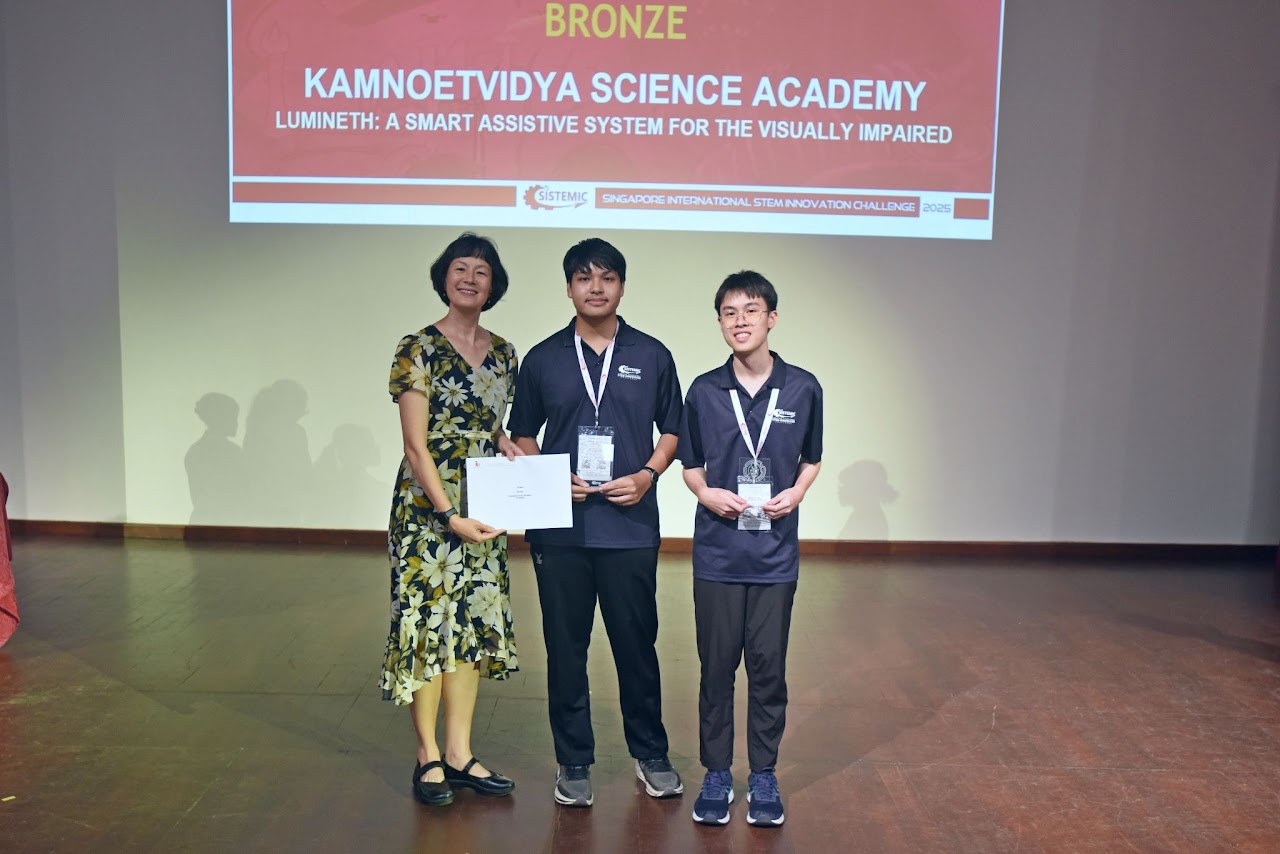 BRONZE
KAMNOETVIDYA SCIENCE ACADEMY
LUMINETH: A SMART ASSISTIVE SYSTEM FOR THE VISUALLY IMPAIRED
SISTEMIC
SINGAPORE INTERNATIONAL STEM INNOVATION CHALLENGE 2025